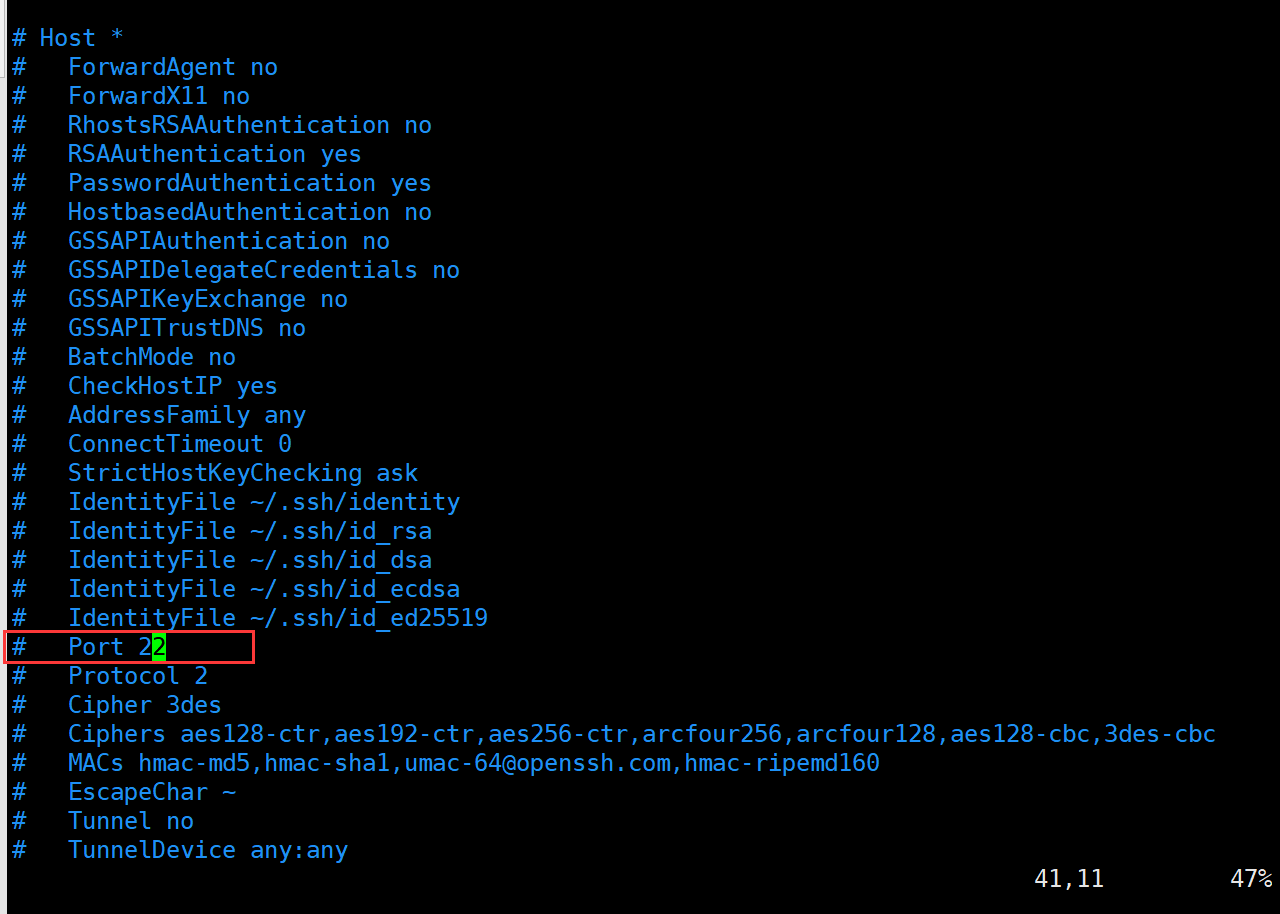 # Host *
#   ForwardAgent no
#   ForwardX11 no
#   RhostsRSAAuthentication no
#   RSAAuthentication yes
#   PasswordAuthentication yes
#   HostbasedAuthentication no
#   GSSAPIAuthentication no
#   GSSAPIDelegateCredentials no
#   GSSAPIKeyExchange no
#   GSSAPITrustDNS no
#   BatchMode no
#   CheckHostIP yes
#   AddressFamily any
#   ConnectTimeout 0
#   StrictHostKeyChecking ask
#   IdentityFile ~/.ssh/identity
#   IdentityFile ~/.ssh/id_rsa
#   IdentityFile ~/.ssh/id_dsa
#   IdentityFile ~/.ssh/id_ecdsa
#   IdentityFile ~/.ssh/id_ed25519
#   Port 22
#   Protocol 2
#   Cipher 3des
#   Ciphers aes128-ctr,aes192-ctr,aes256-ctr,arcfour256,arcfour128,aes128-cbc,3des-cbc
#   MACs hmac-md5,hmac-sha1,umac-64@openssh.com,hmac-ripemd160
#   EscapeChar ~
#   Tunnel no
#   TunnelDevice any:any
41,11 47%